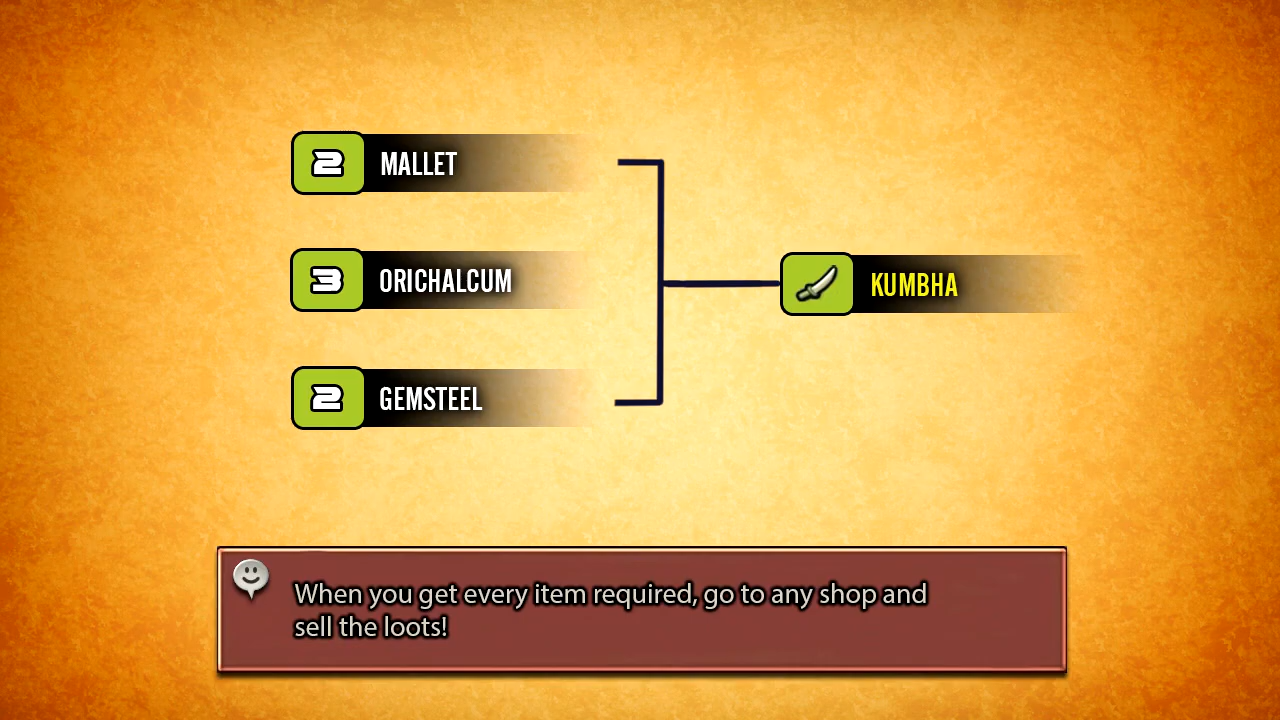 2 MALLET
3 ORICHALCUM
2 GEMSTEEL
KUMBHA
When you get every item required, go to any shop and
sell the loots!